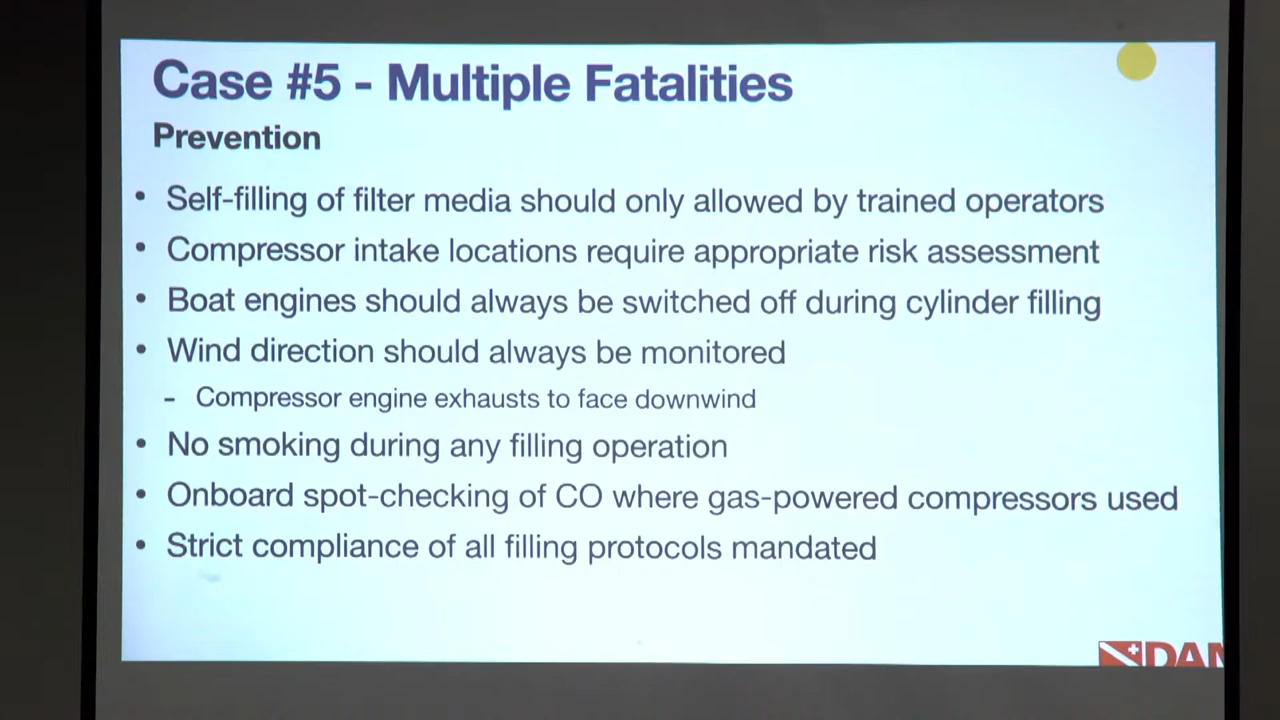 Case #5 - Multiple Fatalities
Prevention
• Self-filling of filter media should only allowed by trained operators
• Compressor intake locations require appropriate risk assessment
• Boat engines should always be switched off during cylinder filling
• Wind direction should always be monitored
– Compressor engine exhausts to face downwind
• No smoking during any filling operation
• Onboard spot-checking of CO where gas-powered compressors used
• Strict compliance of all filling protocols mandated
DAN